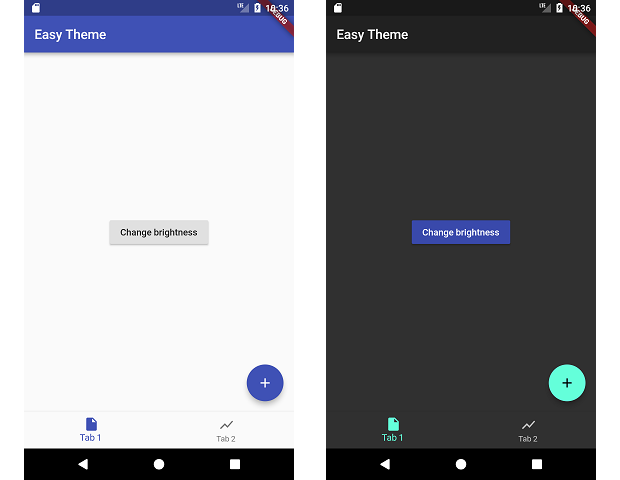 LTE 10:36
DEBUG
Easy Theme
Change brightness
Tab 1
Tab 2
LTE 10:36
DEBUG
Easy Theme
Change brightness
Tab 1
Tab 2